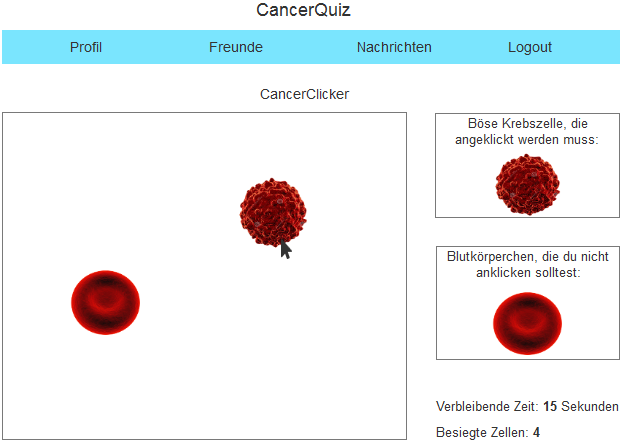 CancerQuiz
Profil Freunde Nachrichten Logout
CancerClicker
Böse Krebszelle, die
angeklickt werden muss:
Blutkörperchen, die du nicht
anklicken solltest:
Verbleibende Zeit: 15 Sekunden
Besiegte Zellen: 4